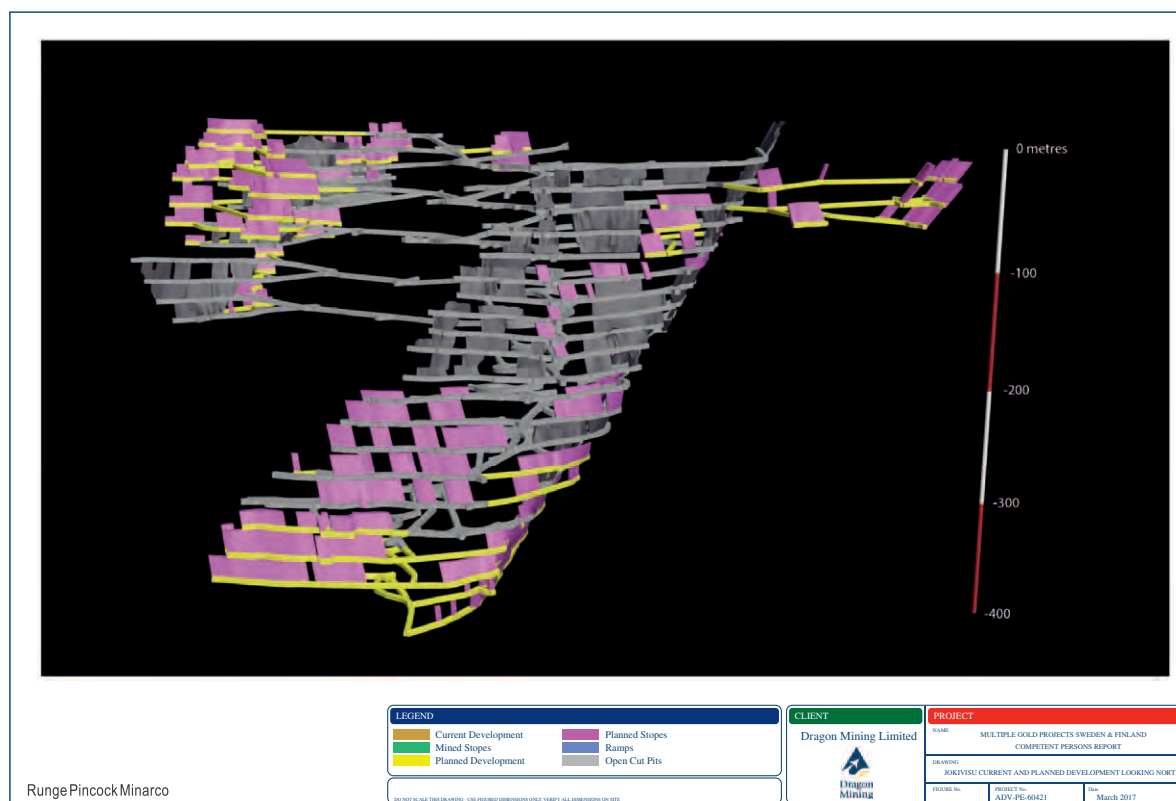 0 metres
-100
-200
-300
-400
LEGEND
Current Development
Mined Stopes
Planned Development
Planned Stopes
Ramps
Open Cut Pits
DO NOT SCALE THIS DRAWING - USE FIGURED DIMENSIONS ONLY. VERIFY ALL DIMENSIONS ON SITE
CLIENT
Dragon Mining Limited
Dragon
Mining
PROJECT
NAME
MULTIPLE GOLD PROJECTS SWEDEN & FINLAND
COMPETENT PERSONS REPORT
DRAWING
JOKIVISU CURRENT AND PLANNED DEVELOPMENT LOOKING NORT
FIGURE No.
PROJECT No.
ADV-PE-60421
Date
March 2017
RungePincockMinarco